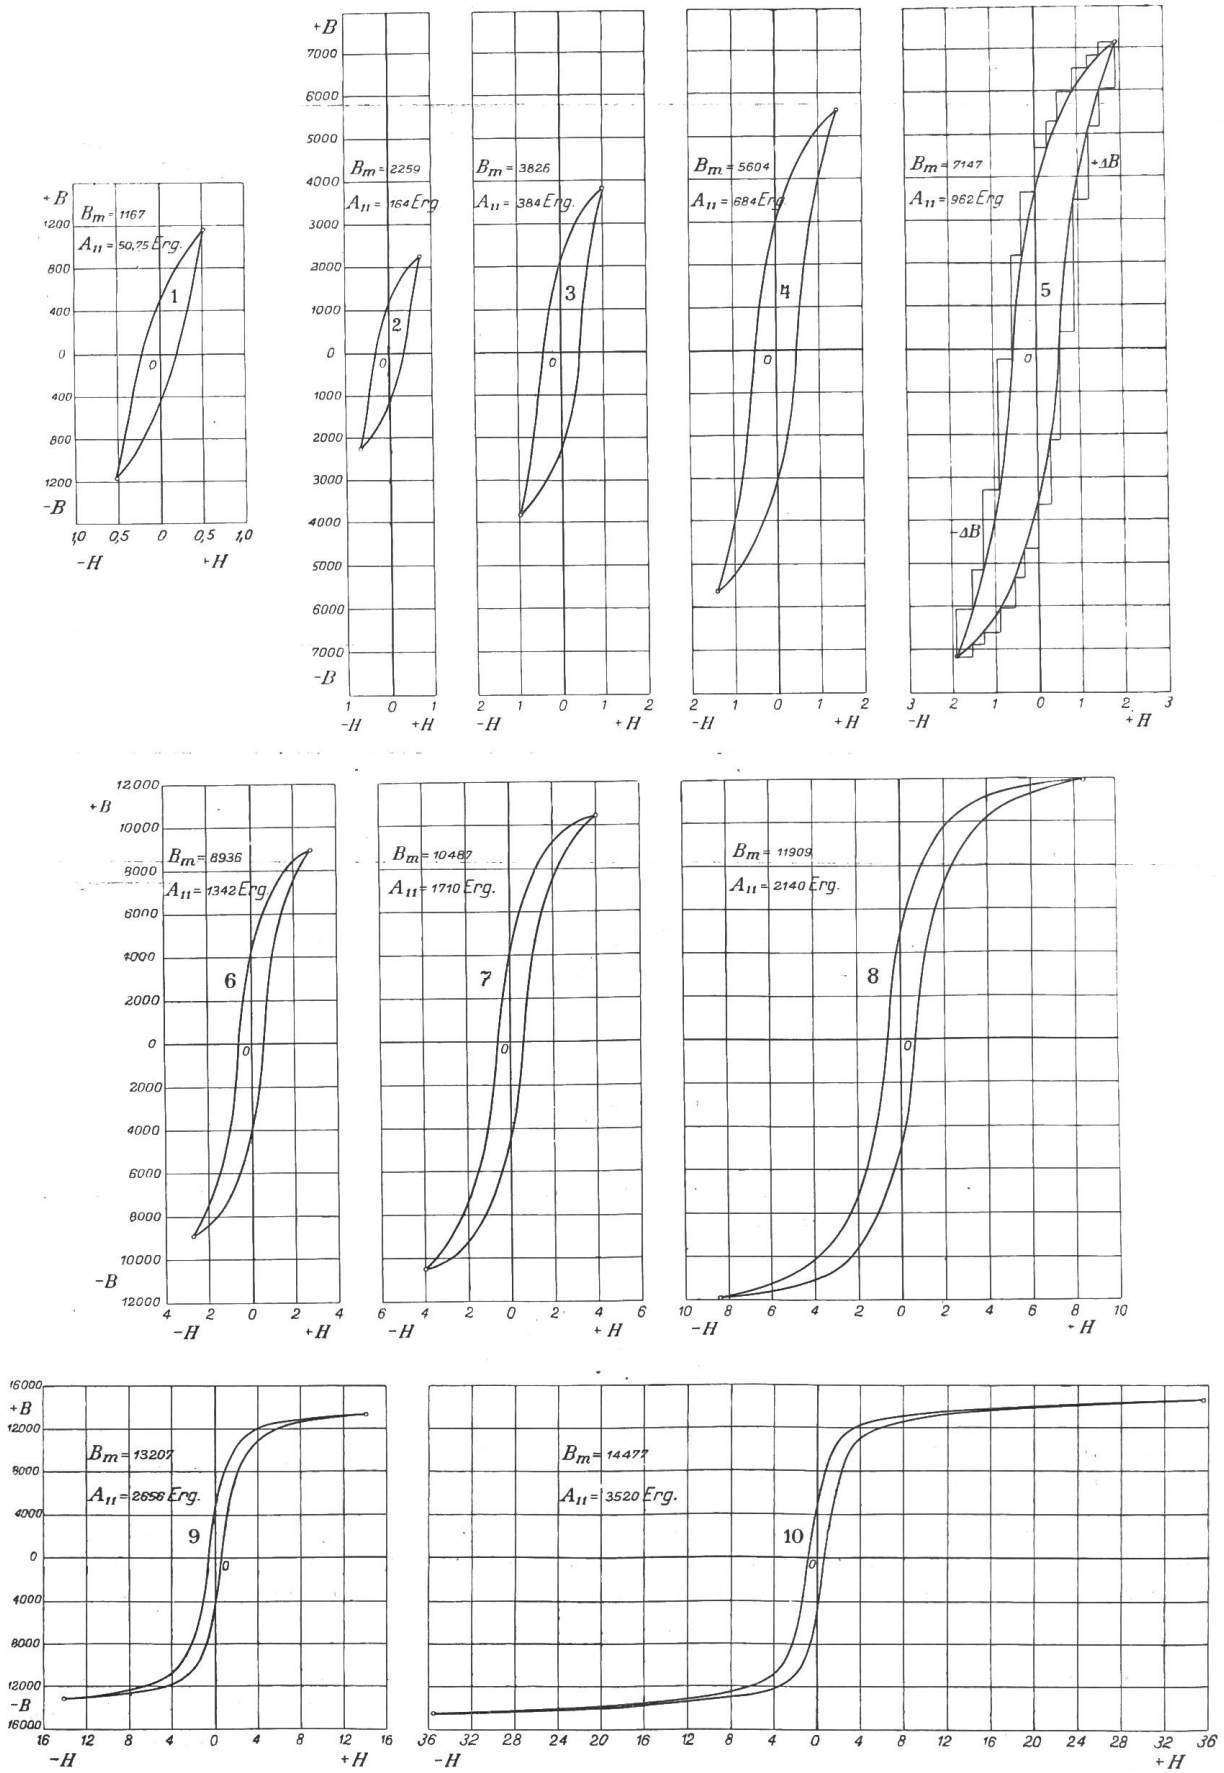 +B
7000
6000
5000
4000
3000
2000
1000
0
1000
2000
3000
4000
5000
6000
7000
-B
+B
1200
800
400
0
400
800
1200
-B
Bm = 1167
A11 = 50,75 Erg.
1
0
1,0 0,5 0 0,5 1,0
-H +H
Bm = 2259
A11 = 164 Erg
2
0
1 0 1
-H +H
Bm = 3826
A11 = 384 Erg.
3
0
2 1 0 1 2
-H +H
Bm = 5604
A11 = 684 Erg.
4
0
2 1 0 1 2
-H +H
Bm = 7147
A11 = 962 Erg
+ΔB
5
0
-ΔB
3 2 1 0 1 2 3
-H +H
12000
+B
10000
8000
6000
4000
2000
0
2000
4000
6000
8000
10000
-B
12000
Bm = 8936
A11 = 1342 Erg.
6
0
4 2 0 2 4
-H +H
Bm = 10487
A11 = 1710 Erg.
7
0
6 4 2 0 2 4 6
-H +H
Bm = 11909
A11 = 2140 Erg.
8
0
10 8 6 4 2 0 2 4 6 8 10
-H +H
16000
+B
12000
8000
4000
0
4000
8000
12000
-B
16000
Bm = 13207
A11 = 2656 Erg.
9
0
16 12 8 4 0 4 8 12 16
-H +H
Bm = 14477
A11 = 3520 Erg.
10
0
36 32 28 24 20 16 12 8 4 0 4 8 12 16 20 24 28 32 36
-H +H